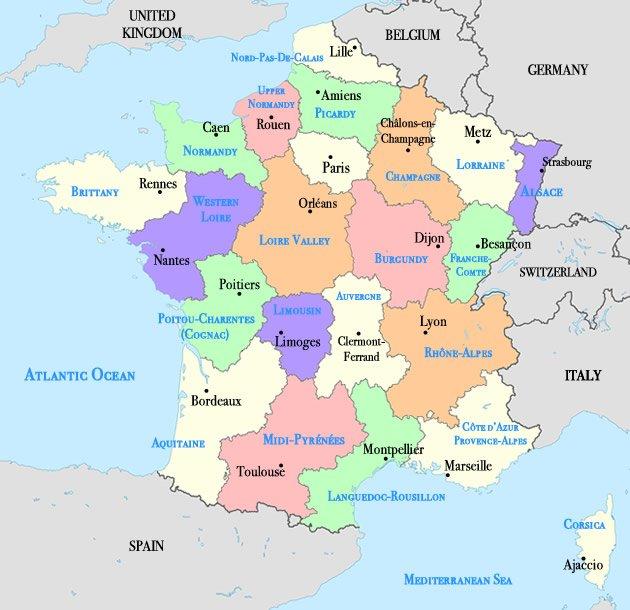 UNITED
KINGDOM
BELGIUM
GERMANY
Lille
NORD-PAS-DE-CALAIS
Amiens
PICARDY
UPPER
NORMANDY
Rouen
Caen
NORMANDY
Châlons-en-
Champagne
CHAMPAGNE
Metz
LORRAINE
Strasbourg
ALSACE
Paris
BRITTANY
Rennes
WESTERN
LOIRE
Nantes
Orléans
LOIRE VALLEY
Dijon
BURGUNDY
Besançon
FRANCHE-
COMTE
SWITZERLAND
Poitiers
POITOU-CHARENTES
(COGNAC)
LIMOUSIN
Limoges
AUVERGNE
Clermont-
Ferrand
Lyon
RHÔNE-ALPES
ITALY
ATLANTIC OCEAN
Bordeaux
AQUITAINE
MIDI-PYRÉNÉES
Toulouse
Montpellier
LANGUEDOC-ROUSILLON
CÔTE D'AZUR
PROVENCE-ALPES
Marseille
SPAIN
CORSICA
Ajaccio
MEDITERRANEAN SEA